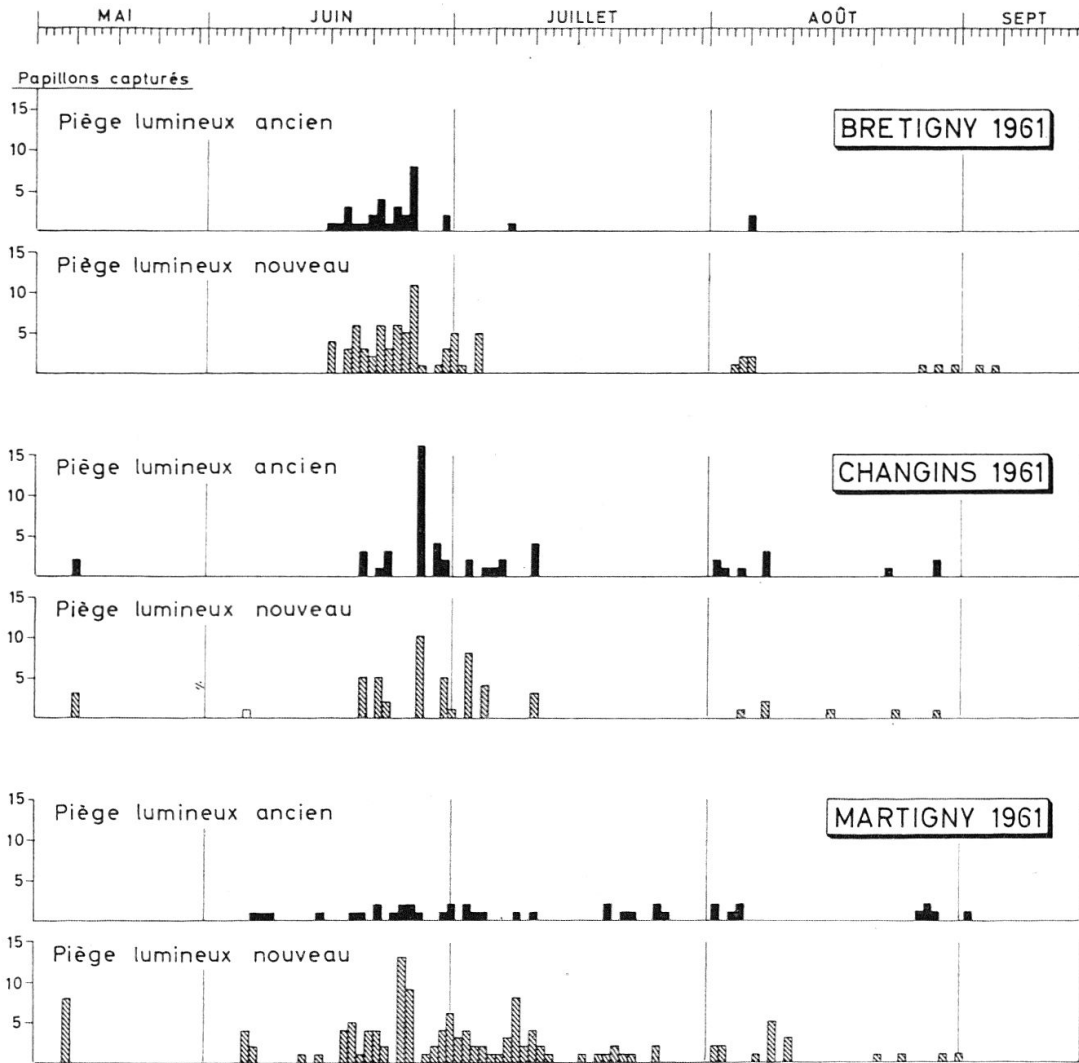 MAI JUIN JUILLET AOÛT SEPT
Papillons capturés
15
Piège lumineux ancien
BRETIGNY 1961
10
5
15
Piège lumineux nouveau
10
5
15
Piège lumineux ancien
CHANGINS 1961
10
5
15
Piège lumineux nouveau
10
5
15
Piège lumineux ancien
MARTIGNY 1961
10
5
15
Piège lumineux nouveau
10
5